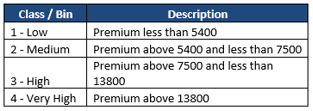 Class / Bin Description
1 - Low Premium less than 5400
2 - Medium Premium above 5400 and less than 7500
3 - High Premium above 7500 and less than
13800
4 - Very High Premium above 13800